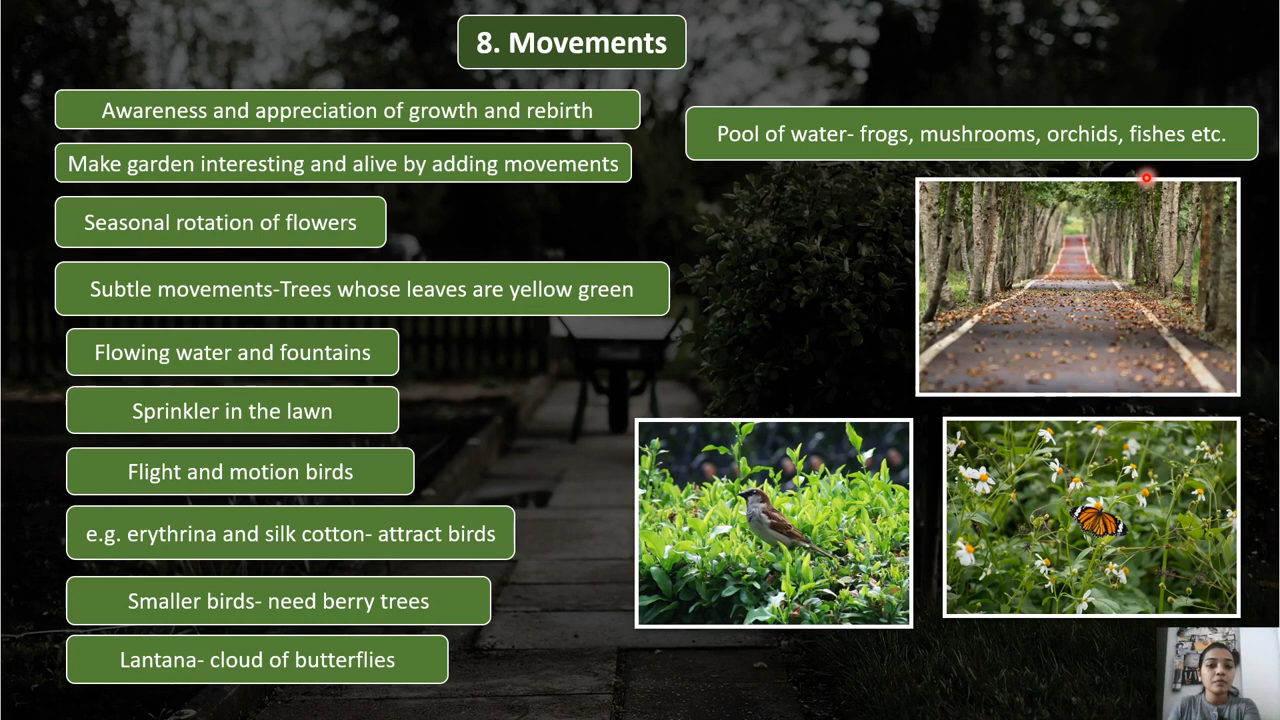 8. Movements
Awareness and appreciation of growth and rebirth
Make garden interesting and alive by adding movements
Seasonal rotation of flowers
Subtle movements-Trees whose leaves are yellow green
Flowing water and fountains
Sprinkler in the lawn
Flight and motion birds
e.g. erythrina and silk cotton- attract birds
Smaller birds- need berry trees
Lantana- cloud of butterflies
Pool of water- frogs, mushrooms, orchids, fishes etc.